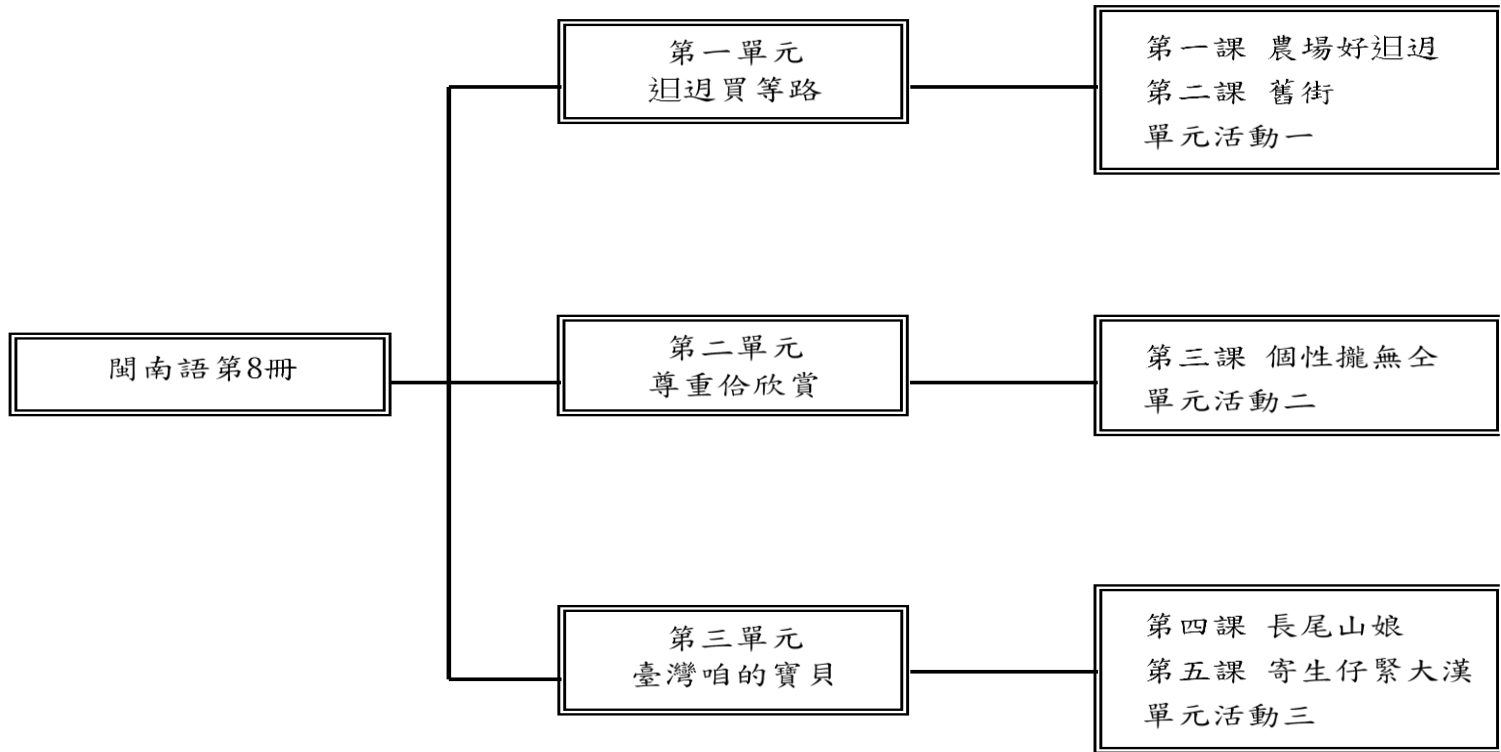 閩南語第8冊
第一單元
𨑨迌買等路
第一課 農場好𨑨迌
第二課 舊街
單元活動一
第二單元
尊重佮欣賞
第三課 個性攏無仝
單元活動二
第三單元
臺灣咱的寶貝
第四課 長尾山娘
第五課 寄生仔緊大漢
單元活動三